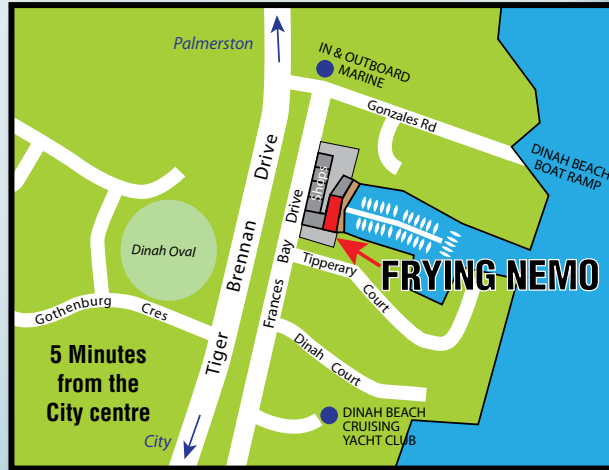 Palmerston
IN & OUTBOARD
MARINE
Gonzales Rd
DINAH BEACH
BOAT RAMP
Shops
Tiger Brennan Drive
Frances Bay Drive
Dinah Oval
FRYING NEMO
Tipperary Court
Gothenburg Cres
Dinah Court
5 Minutes
from the
City centre
City
DINAH BEACH
CRUISING
YACHT CLUB